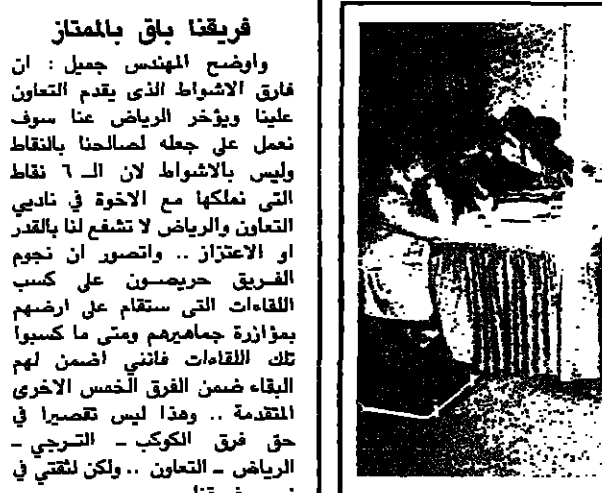 فريقنا باق بالممتاز
واوضح المهندس جميل : ان
فارق الاشواط الذى يقدم التعاون
علينا ويؤخر الرياض عنا سوف
نعمل على جعله لصالحنا بالنقاط
وليس بالاشواط لان الـ ٦ نقاط
التى نملكها مع الاخوة في ناديي
التعاون والرياض لا تشفع لنا بالقدر
او الاعتزاز .. واتصور ان نجوم
الفريق حريصون على كسب
اللقاءات التى ستقام على ارضهم
بمؤازرة جماهيرهم ومتى ما كسبوا
تلك اللقاءات فانني اضمن لهم
البقاء ضمن الفرق الخمس الاخرى
المتقدمة .. وهذا ليس تقصيرا في
حق فرق الكوكب ـ الترجي ـ
الرياض ـ التعاون .. ولكن لثقتي في